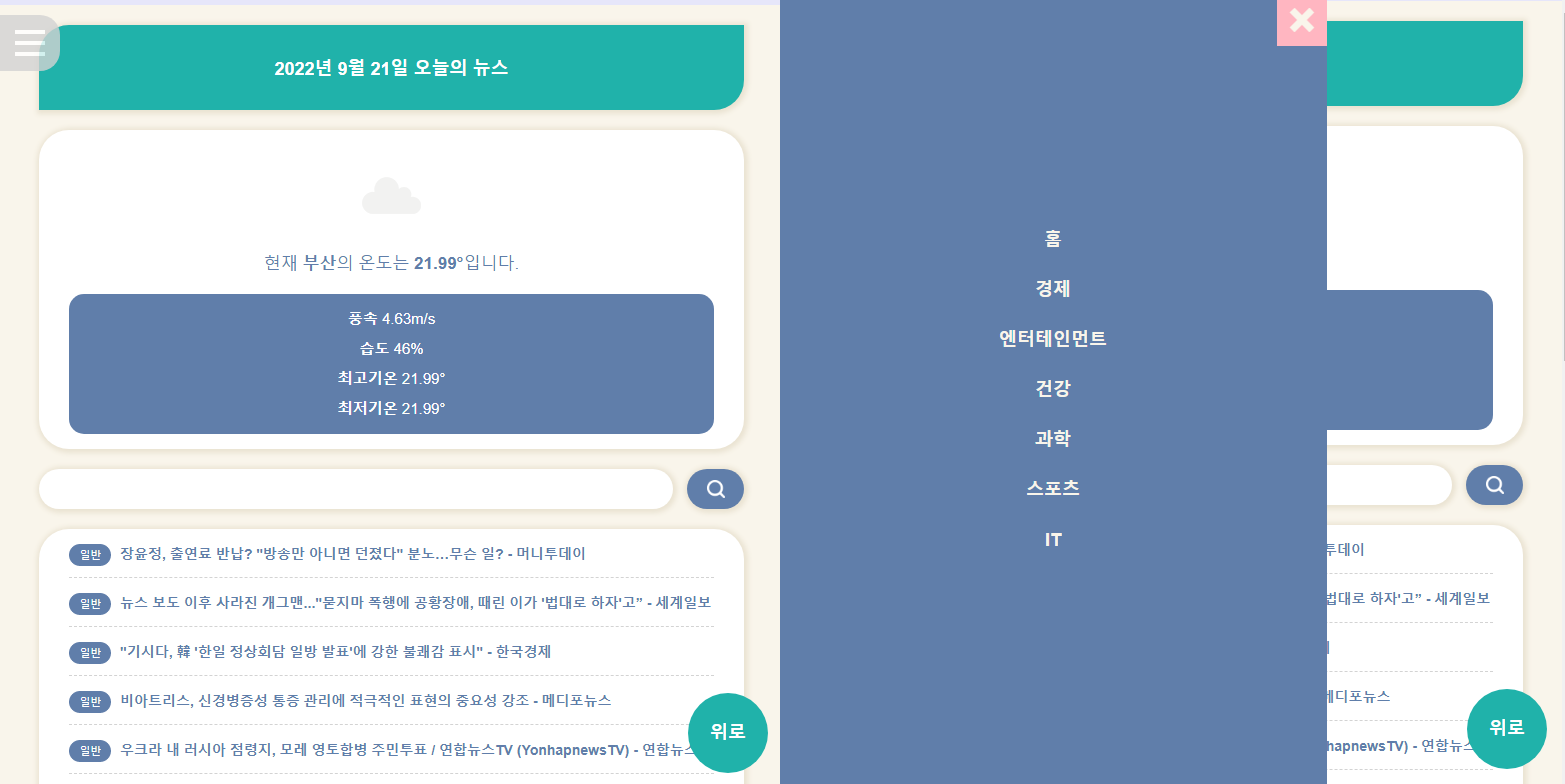 2022년 9월 21일 오늘의 뉴스
현재 부산의 온도는 21.99°입니다.
풍속 4.63m/s
습도 46%
최고기온 21.99°
최저기온 21.99°
일반 장윤정, 출연료 반납? "방송만 아니면 던졌다" 분노…무슨 일? - 머니투데이
일반 뉴스 보도 이후 사라진 개그맨..."묻지마 폭행에 공황장애, 때린 이가 '법대로 하자'고” - 세계일보
일반 "기시다, 韓 '한일 정상회담 일방 발표'에 강한 불쾌감 표시" - 한국경제
일반 비아트리스, 신경병증성 통증 관리에 적극적인 표현의 중요성 강조 - 메디포뉴스
일반 우크라 내 러시아 점령지, 모레 영토합병 주민투표 / 연합뉴스TV (YonhapnewsTV) - 연합뉴스
위로
홈
경제
엔터테인먼트
건강
과학
스포츠
IT
투데이
법대로 하자'고” - 세계일보
메디포뉴스
hapnewsTV) - 연합뉴스
위로